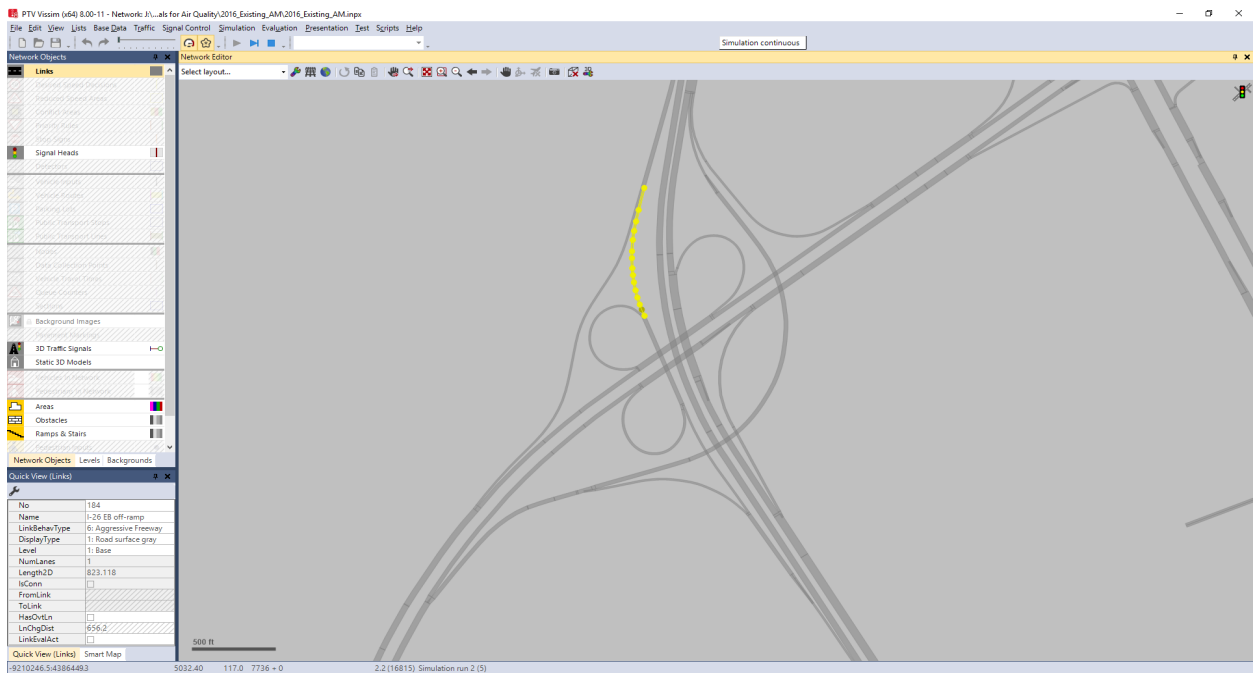 PTV Vissim (x64) 8.00-11 - Network: J:\...als for Air Quality\2016_Existing_AM\2016_Existing_AM.inpx
File Edit View Lists Base Data Traffic Signal Control Simulation Evaluation Presentation Test Scripts Help
Simulation continuous
Network Objects
Network Editor
Links
Select layout...
Signal Heads
Background Images
3D Traffic Signals
Static 3D Models
Areas
Obstacles
Ramps & Stairs
Network Objects Levels Backgrounds
Quick View (Links)
No 184
Name I-26 EB off-ramp
LinkBehavType 6: Aggressive Freeway
DisplayType 1: Road surface gray
Level 1: Base
NumLanes 1
Length2D 823.118
IsConn
FromLink
ToLink
HasOvtLn
LnChgDist 656.2
LinkEvalAct
500 ft
Quick View (Links) Smart Map
-9210246.5:4386449.3 5032.40 117.0 7736 + 0 2.2 (16815) Simulation run 2 (5)